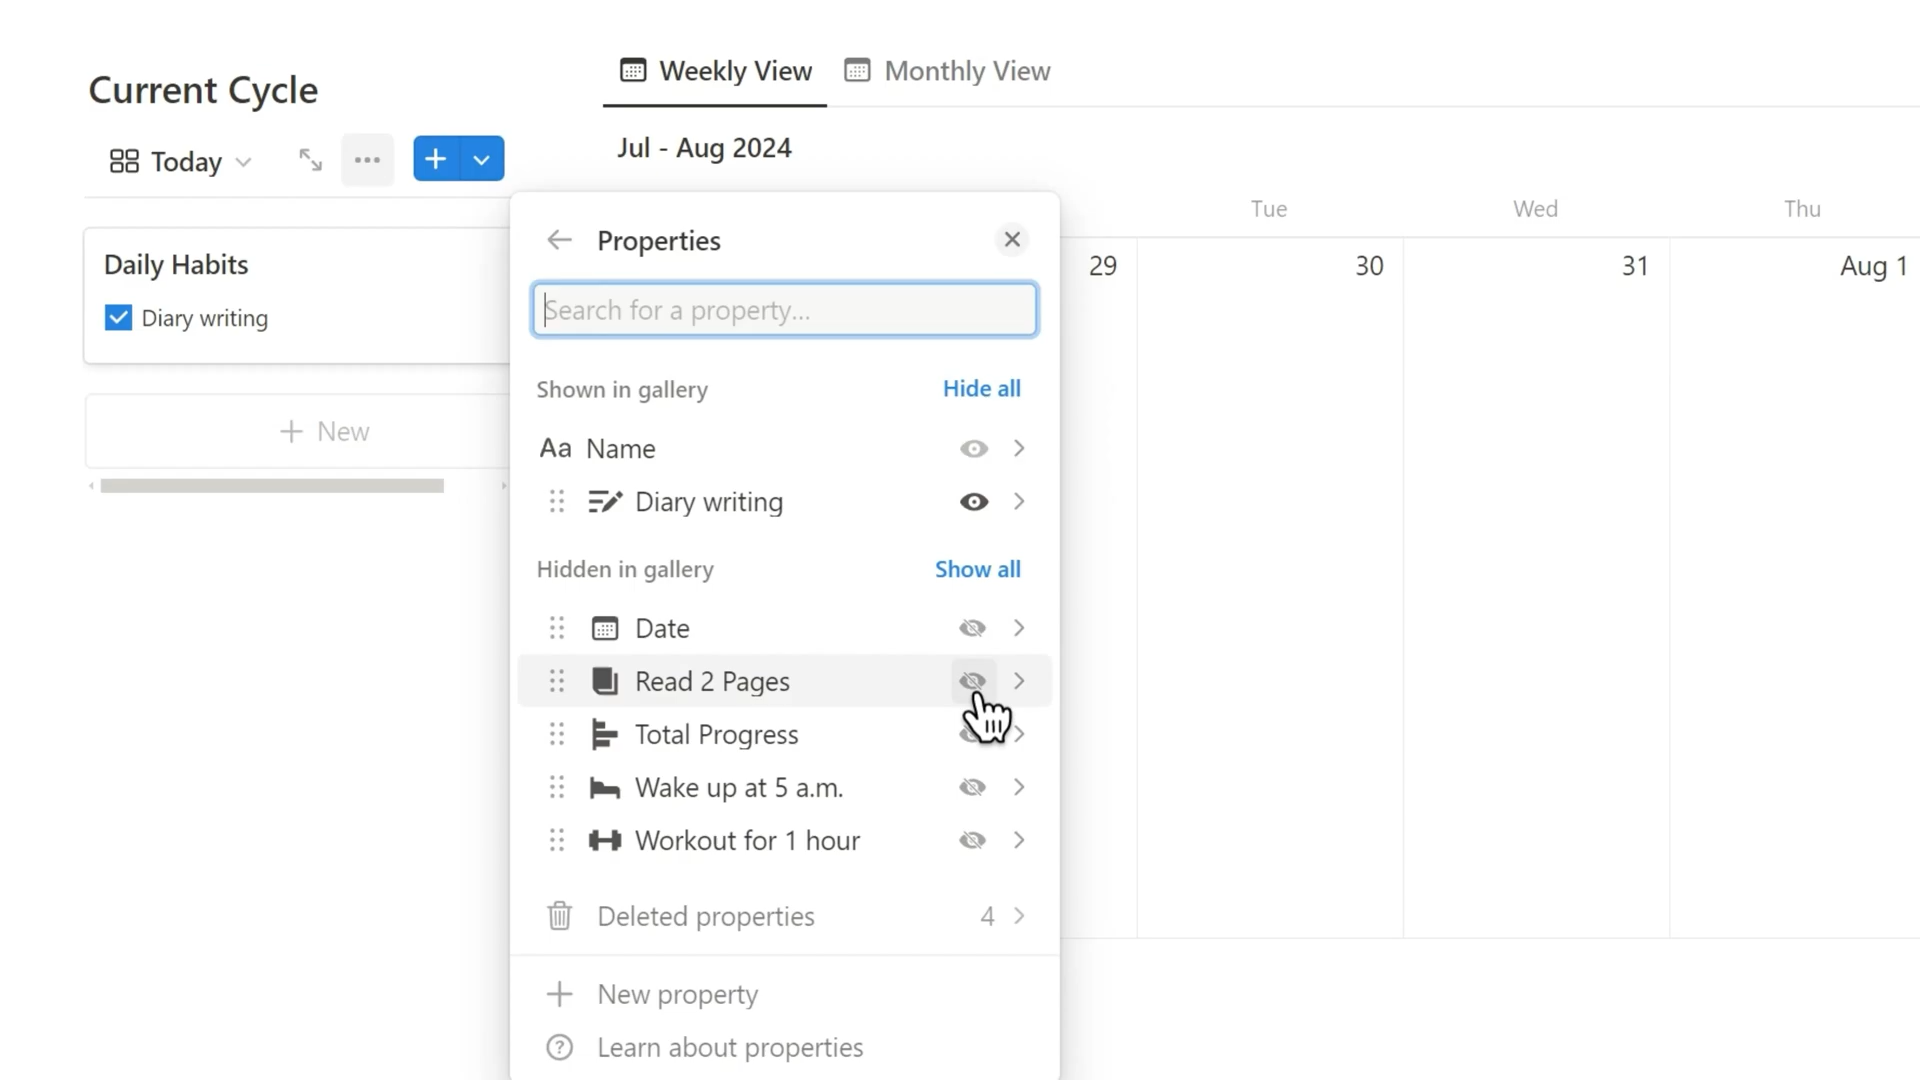 Current Cycle
Weekly View
Monthly View
Today
Jul - Aug 2024
Tue
Wed
Thu
29
30
31
Aug 1
Daily Habits
Diary writing
+ New
Properties
Search for a property...
Shown in gallery
Hide all
Aa Name
Diary writing
Hidden in gallery
Show all
Date
Read 2 Pages
Total Progress
Wake up at 5 a.m.
Workout for 1 hour
Deleted properties 4
+ New property
Learn about properties